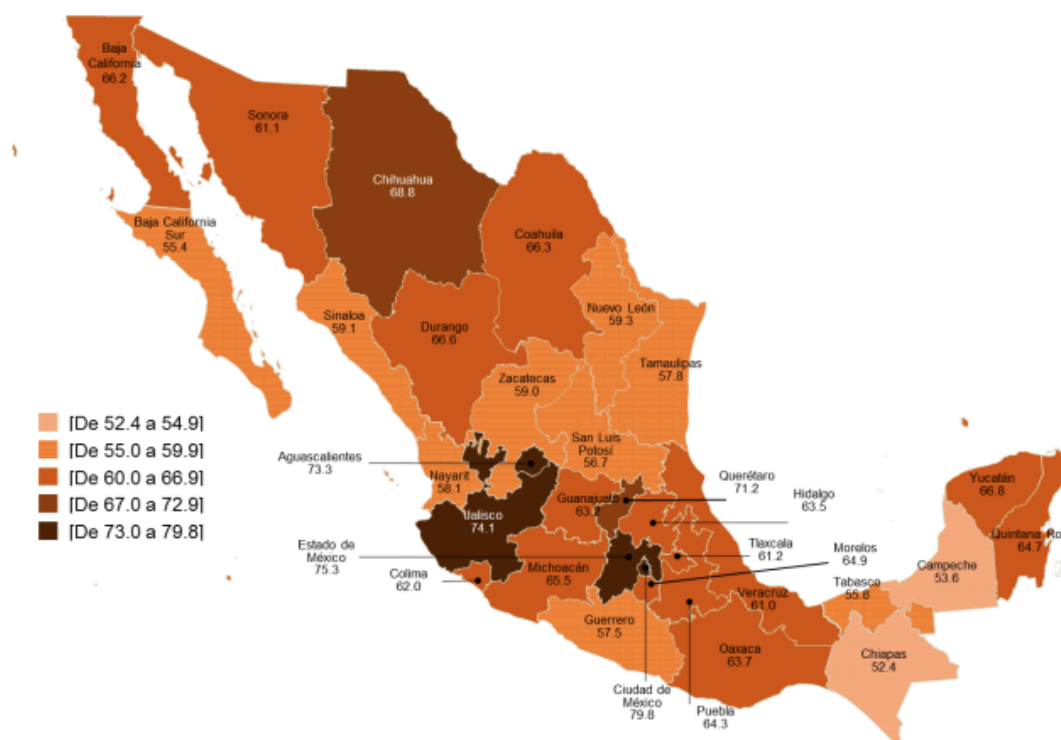 Baja
California
66.2
Sonora
61.1
Chihuahua
68.8
Coahuila
66.3
Baja California
Sur
55.4
Sinaloa
59.1
Durango
66.6
Nuevo León
59.3
Tamaulipas
57.8
Zacatecas
59.0
San Luis
Potosí
56.7
Aguascalientes
73.3
Nayarit
58.1
Jalisco
74.1
Guanajuato
63.2
Querétaro
71.2
Hidalgo
63.5
Estado de
México
75.3
Colima
62.0
Michoacán
65.5
Tlaxcala
61.2
Morelos
64.9
Veracruz
61.0
Guerrero
57.5
Oaxaca
63.7
Ciudad de
México
79.8
Puebla
64.3
Tabasco
55.8
Chiapas
52.4
Campeche
53.6
Yucatán
66.8
Quintana Ro
64.7
[De 52.4 a 54.9]
[De 55.0 a 59.9]
[De 60.0 a 66.9]
[De 67.0 a 72.9]
[De 73.0 a 79.8]